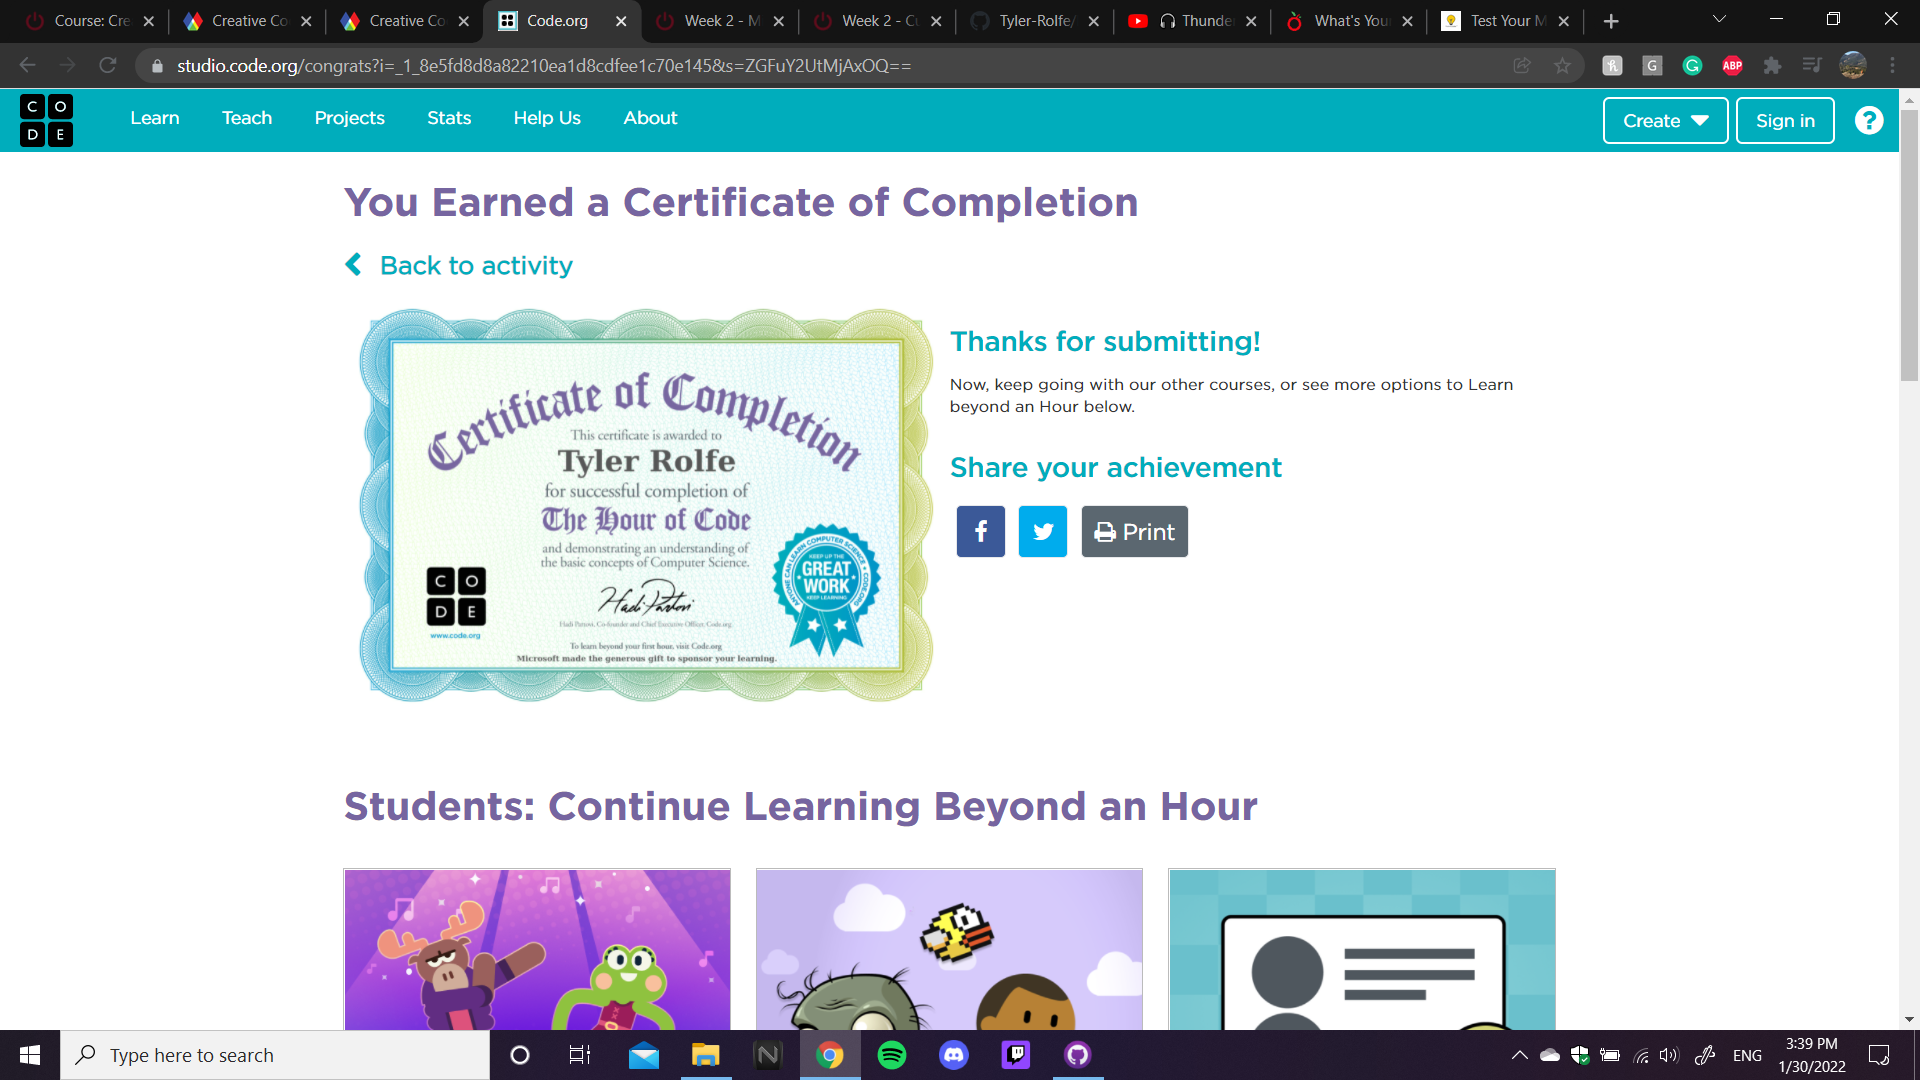 Course: Cre
Creative Co
Creative Co
Code.org
Week 2 - M
Week 2 - Cu
Tyler-Rolfe/
Thunde
What's You
Test Your M
studio.code.org/congrats?i=_1_8e5fd8d8a82210ea1d8cdfee1c70e145&s=ZGFuY2UtMjAxOQ==
G
ABP
C O
D E
Learn
Teach
Projects
Stats
Help Us
About
Create
Sign in
?
You Earned a Certificate of Completion
Back to activity
Certificate of Completion
This certificate is awarded to
Tyler Rolfe
for successful completion of
The Hour of Code
and demonstrating an understanding of
the basic concepts of Computer Science.
C O
D E
www.code.org
Hadi Partovi
Hadi Partovi, Co-founder and Chief Executive Officer, Code.org
To learn beyond your first hour, visit Code.org
Microsoft made the generous gift to sponsor your learning.
ANYONE CAN LEARN COMPUTER SCIENCE
KEEP UP THE
GREAT
WORK
KEEP LEARNING
Thanks for submitting!
Now, keep going with our other courses, or see more options to Learn
beyond an Hour below.
Share your achievement
Print
Students: Continue Learning Beyond an Hour
Type here to search
ENG
3:39 PM
1/30/2022